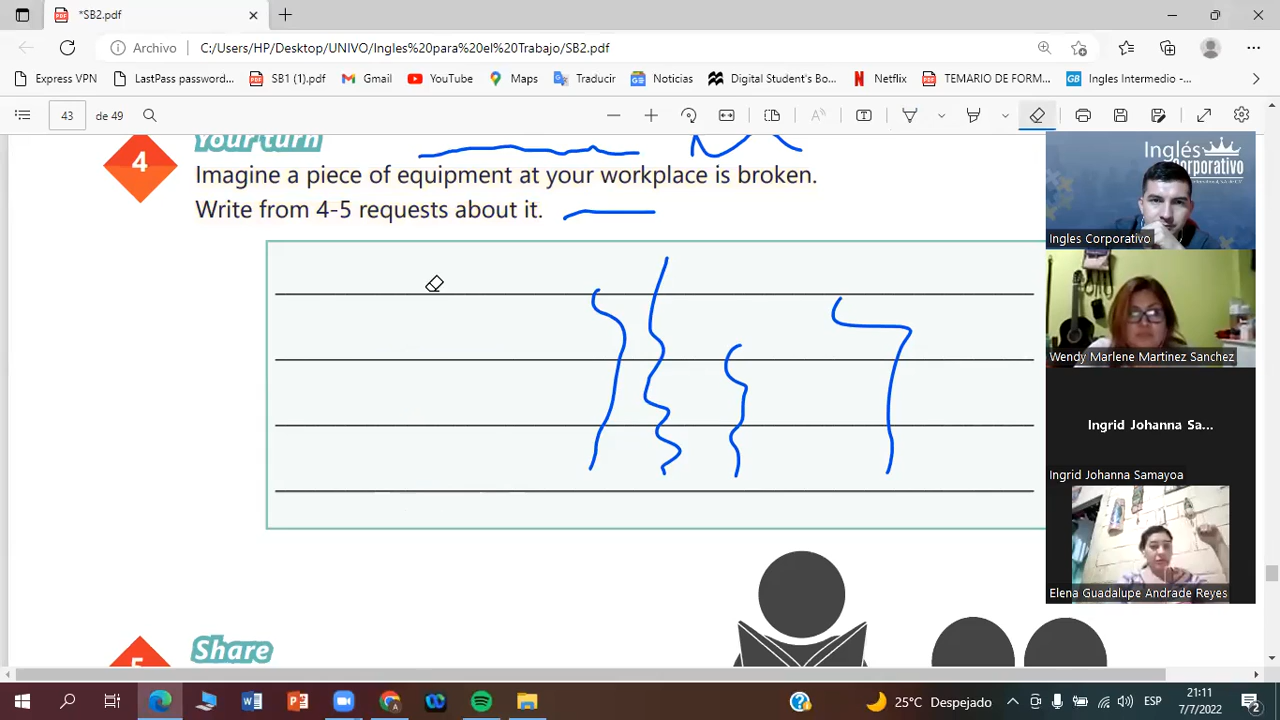 *SB2.pdf
Archivo C:/Users/HP/Desktop/UNIVO/Ingles%20para%20el%20Trabajo/SB2.pdf
Express VPN LastPass password... SB1 (1).pdf Gmail YouTube Maps Traducir Noticias Digital Student's Bo... Netflix TEMARIO DE FORM... GB Ingles Intermedio -...
43 de 49
4 Your turn
Imagine a piece of equipment at your workplace is broken.
Write from 4-5 requests about it.
5 Share
Inglés
Corporativo
Ingles Corporativo
Wendy Marlene Martinez Sanchez
Ingrid Johanna Sa...
Ingrid Johanna Samayoa
Elena Guadalupe Andrade Reyes
25°C Despejado ESP 21:11
7/7/2022
2